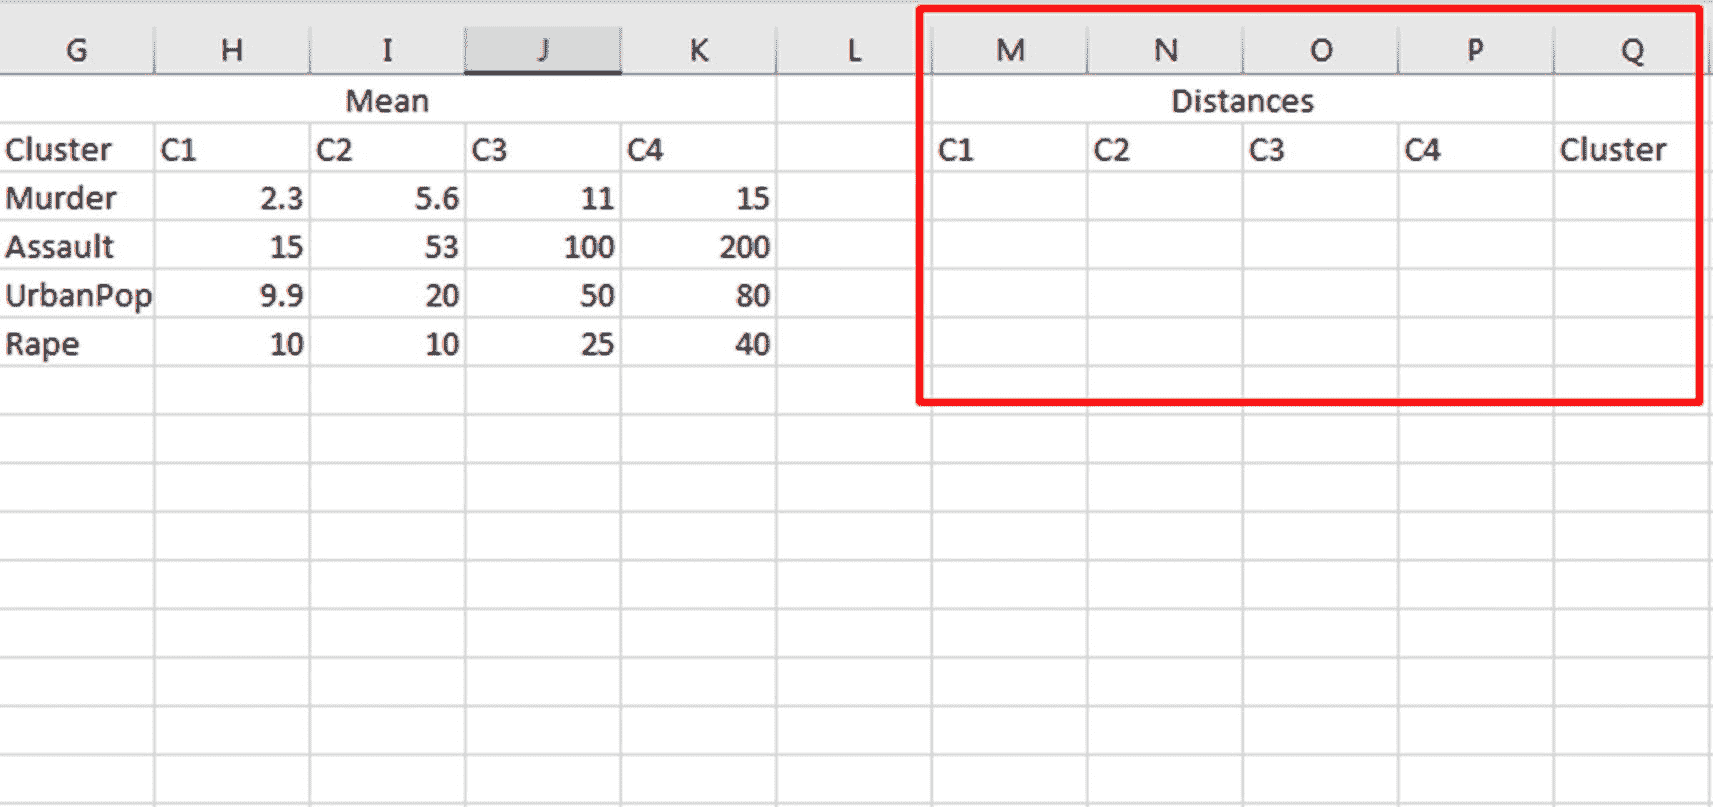 G H I J K L M N O P Q
Mean Distances
Cluster C1 C2 C3 C4 C1 C2 C3 C4 Cluster
Murder 2.3 5.6 11 15
Assault 15 53 100 200
UrbanPop 9.9 20 50 80
Rape 10 10 25 40